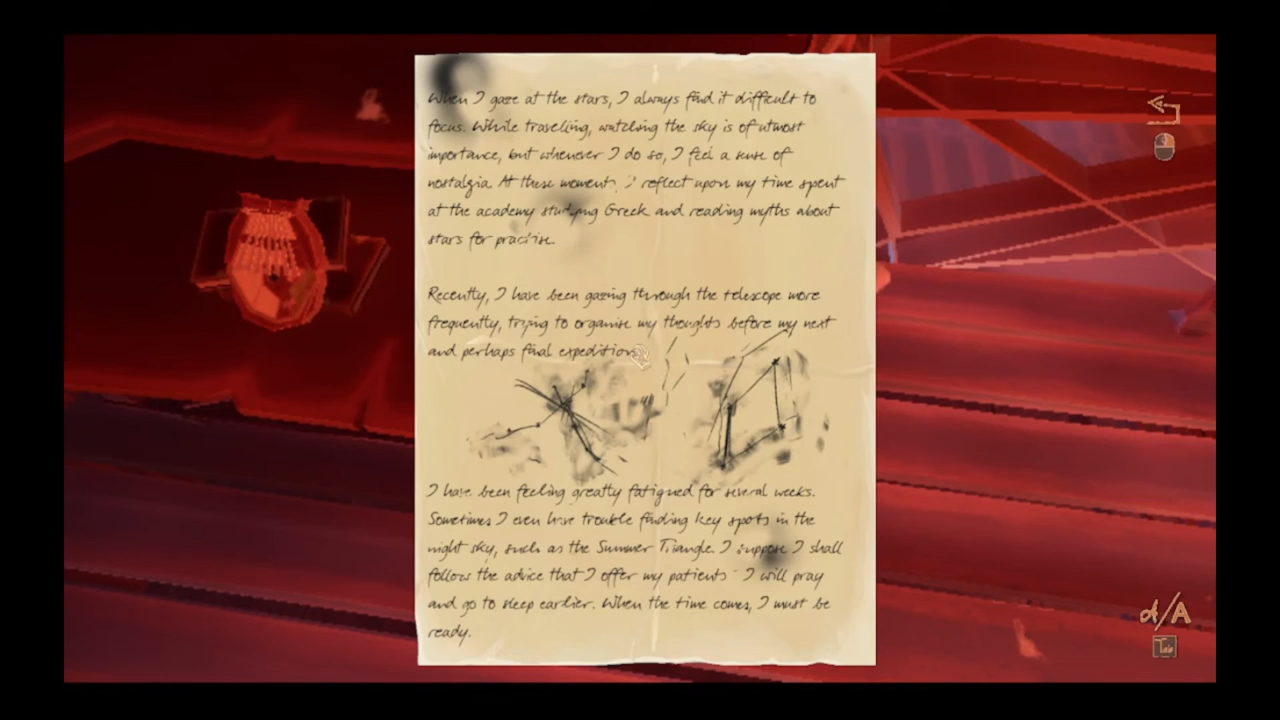 When I gaze at the stars, I always find it difficult to
focus. While traveling, watching the sky is of utmost
importance, but whenever I do so, I feel a sense of
nostalgia. At these moments, I reflect upon my time spent
at the academy studying Greek and reading myths about
stars for practise.
Recently, I have been gazing through the telescope more
frequently, trying to organise my thoughts before my next
and perhaps final expedition.
I have been feeling greatly fatigued for several weeks.
Sometimes I even have trouble finding key spots in the
night sky, such as the Summer Triangle. I suppose I shall
follow the advice that I offer my patients - I will pray
and go to sleep earlier. When the time comes, I must be
ready.
A/A
Tab